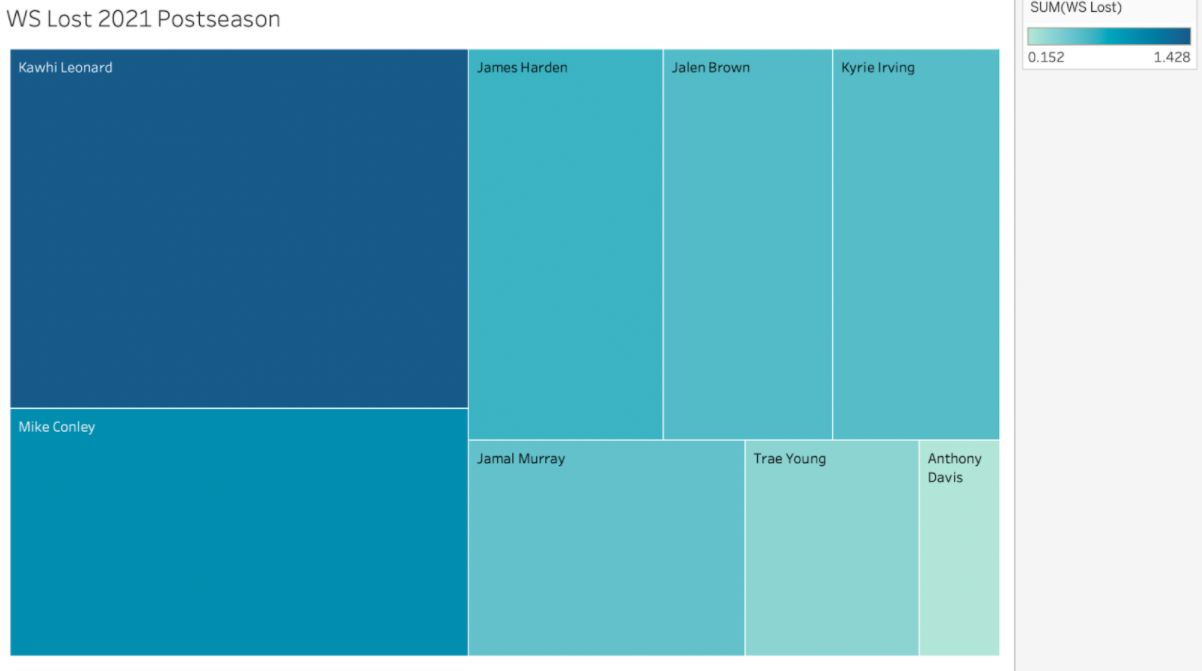 WS Lost 2021 Postseason
SUM(WS Lost)
0.152 1.428
Kawhi Leonard
James Harden
Jalen Brown
Kyrie Irving
Mike Conley
Jamal Murray
Trae Young
Anthony
Davis